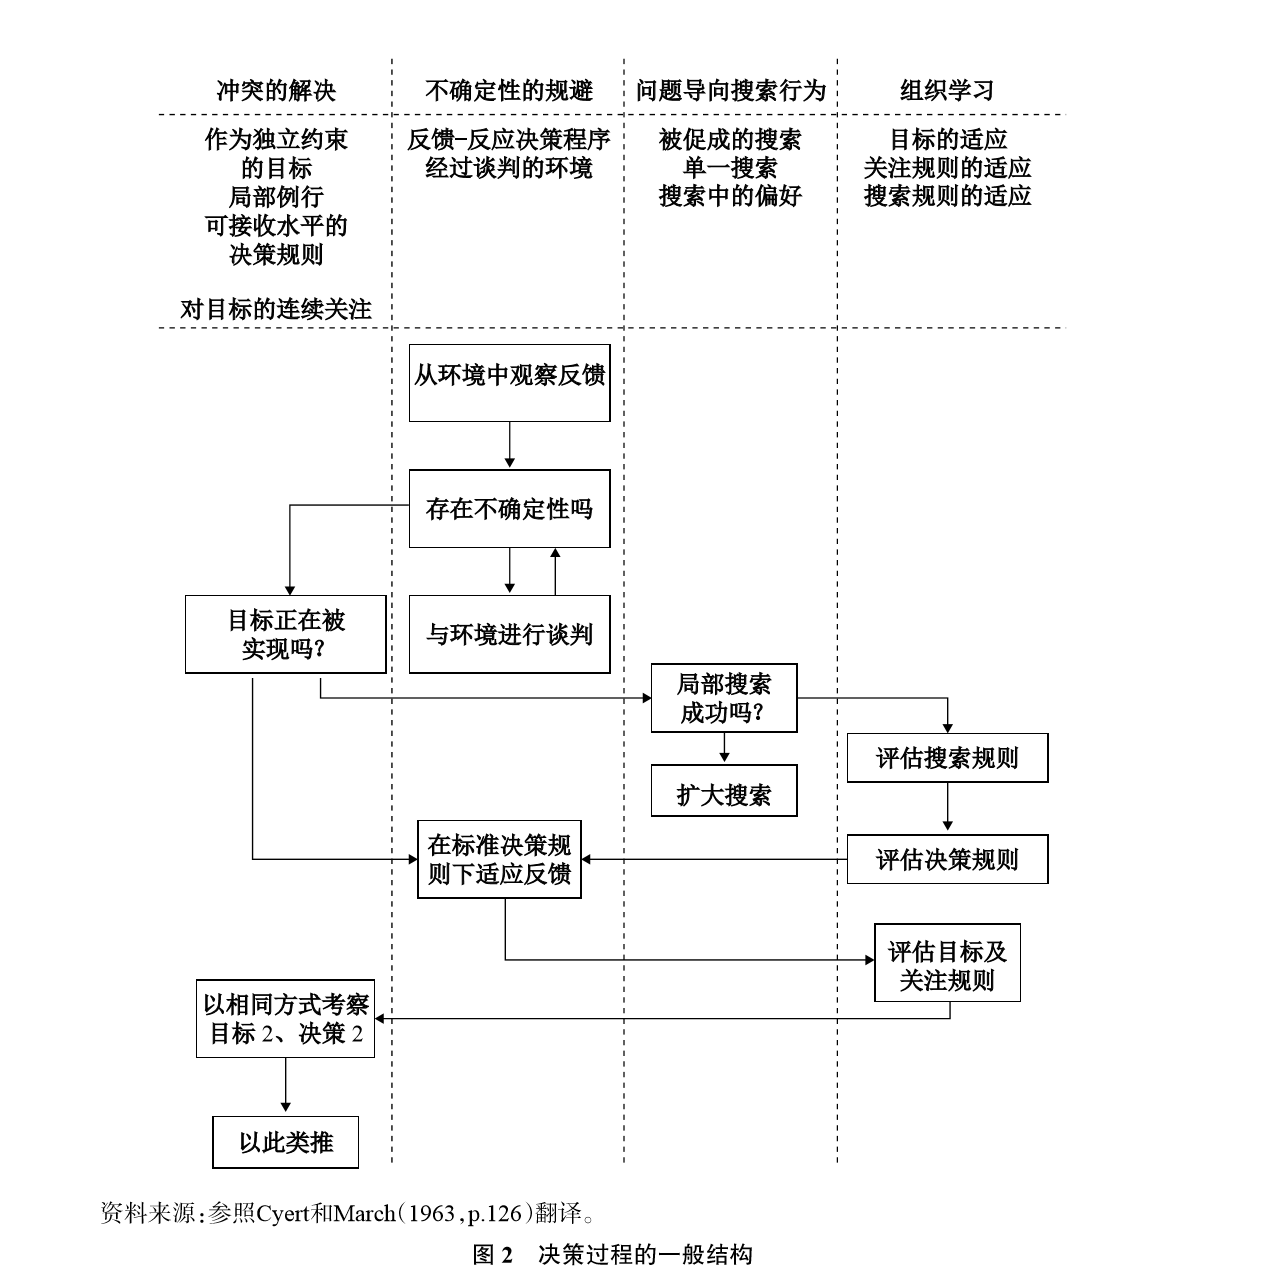 冲突的解决
不确定性的规避
问题导向搜索行为
组织学习
作为独立约束
的目标
局部例行
可接收水平的
决策规则
对目标的连续关注
反馈-反应决策程序
经过谈判的环境
被促成的搜索
单一搜索
搜索中的偏好
目标的适应
关注规则的适应
搜索规则的适应
从环境中观察反馈
存在不确定性吗
目标正在被
实现吗?
与环境进行谈判
局部搜索
成功吗?
评估搜索规则
扩大搜索
在标准决策规
则下适应反馈
评估决策规则
评估目标及
关注规则
以相同方式考察
目标 2、决策 2
以此类推
资料来源:参照Cyert和March(1963,p.126)翻译。
图 2 决策过程的一般结构